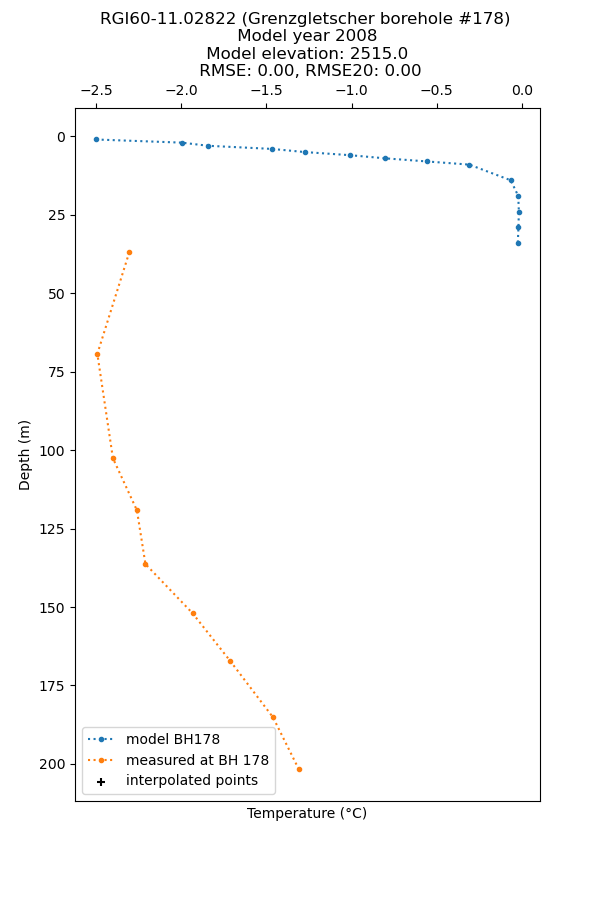 RGI60-11.02822 (Grenzgletscher borehole #178)
Model year 2008
Model elevation: 2515.0
RMSE: 0.00, RMSE20: 0.00
−2.5 −2.0 −1.5 −1.0 −0.5 0.0
0
25
50
75
100
125
150
175
200
Depth (m)
model BH178
measured at BH 178
interpolated points
Temperature (°C)